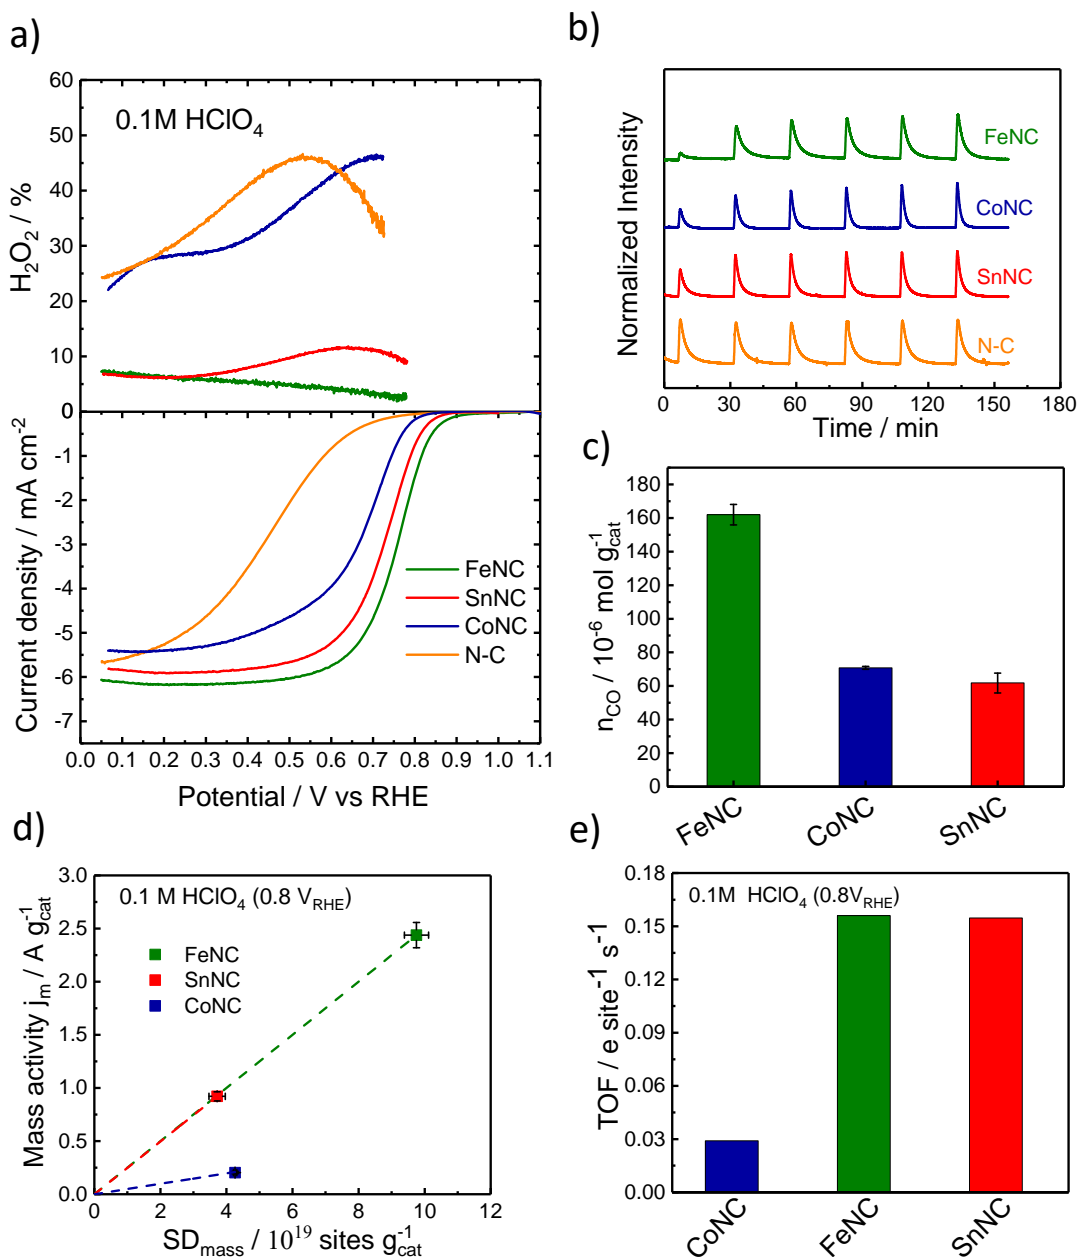 a)
60
50
40
30
20
10
0
H2O2 / %
0.1M HClO4
-1
-2
-3
-4
-5
-6
-7
Current density / mA cm-2
FeNC
SnNC
CoNC
N-C
0.0 0.1 0.2 0.3 0.4 0.5 0.6 0.7 0.8 0.9 1.0 1.1
Potential / V vs RHE
b)
Normalized Intensity
FeNC
CoNC
SnNC
N-C
0 30 60 90 120 150 180
Time / min
c)
180
160
140
120
100
80
60
40
20
0
nCO / 10-6 mol g-1cat
FeNC CoNC SnNC
d)
3.0
2.5
2.0
1.5
1.0
0.5
0.0
Mass activity jm / A g-1cat
0.1 M HClO4 (0.8 VRHE)
FeNC
SnNC
CoNC
0 2 4 6 8 10 12
SDmass / 1019 sites g-1cat
e)
0.18
0.15
0.12
0.09
0.06
0.03
0.00
TOF / e site-1 s-1
0.1M HClO4 (0.8VRHE)
CoNC FeNC SnNC